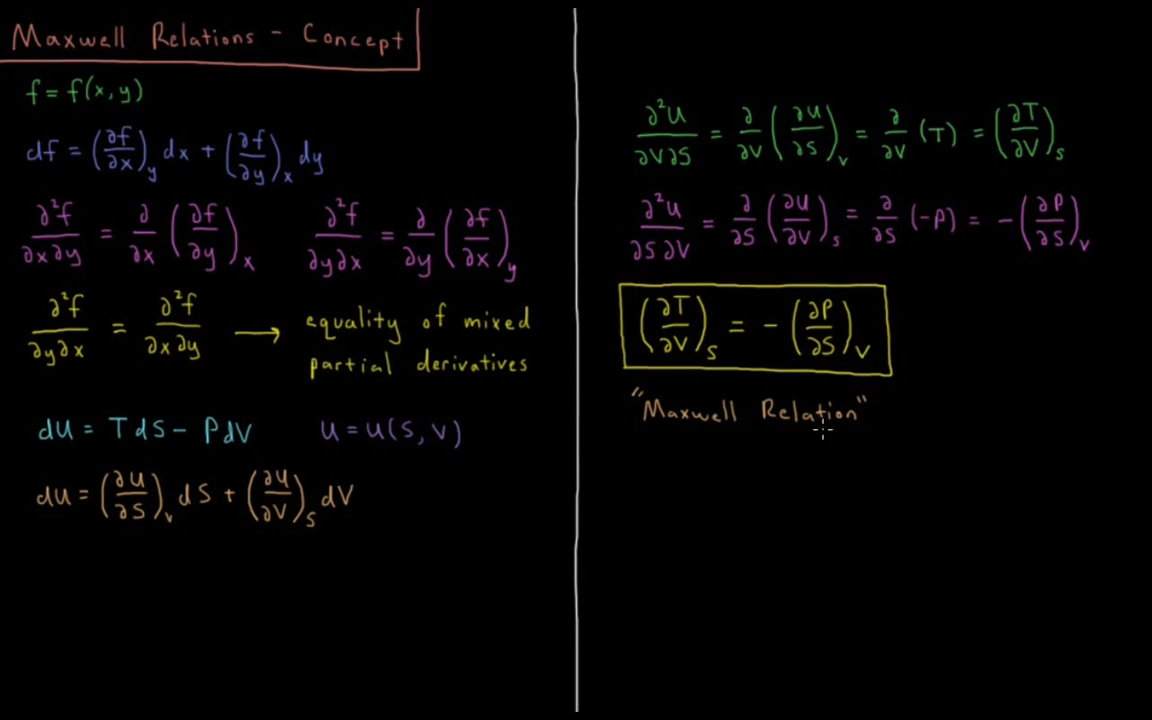 Maxwell Relations - Concept
f = f(x, y)
df = (∂f/∂x)_y dx + (∂f/∂y)_x dy
∂²f/∂x∂y = ∂/∂x (∂f/∂y)_x    ∂²f/∂y∂x = ∂/∂y (∂f/∂x)_y
∂²f/∂y∂x = ∂²f/∂x∂y → equality of mixed
partial derivatives
dU = TdS - PdV    U = U(S, V)
dU = (∂U/∂S)_V dS + (∂U/∂V)_S dV
∂²U/∂V∂S = ∂/∂V (∂U/∂S)_V = ∂/∂V (T) = (∂T/∂V)_S
∂²U/∂S∂V = ∂/∂S (∂U/∂V)_S = ∂/∂S (-P) = -(∂P/∂S)_V
(∂T/∂V)_S = -(∂P/∂S)_V
"Maxwell Relation"